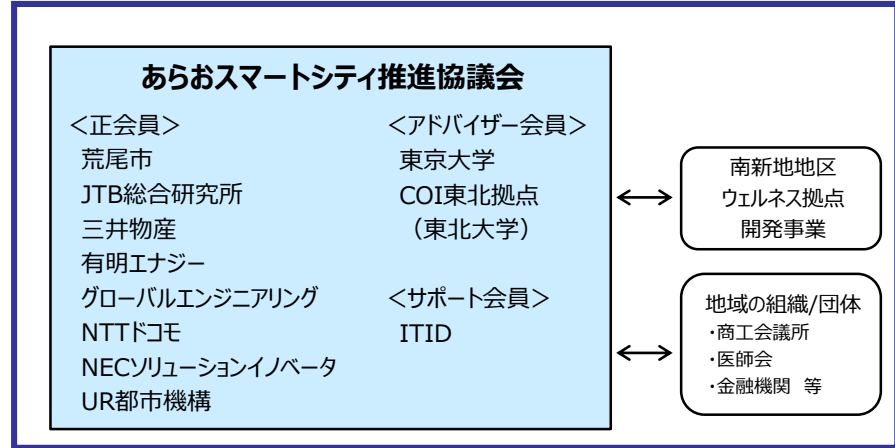 あらおスマートシティ推進協議会
＜正会員＞
荒尾市
JTB総合研究所
三井物産
有明エナジー
グローバルエンジニアリング
NTTドコモ
NECソリューションイノベータ
UR都市機構
＜アドバイザー会員＞
東京大学
COI東北拠点
（東北大学）
＜サポート会員＞
ITID
南新地地区
ウェルネス拠点
開発事業
地域の組織/団体
・商工会議所
・医師会
・金融機関　等